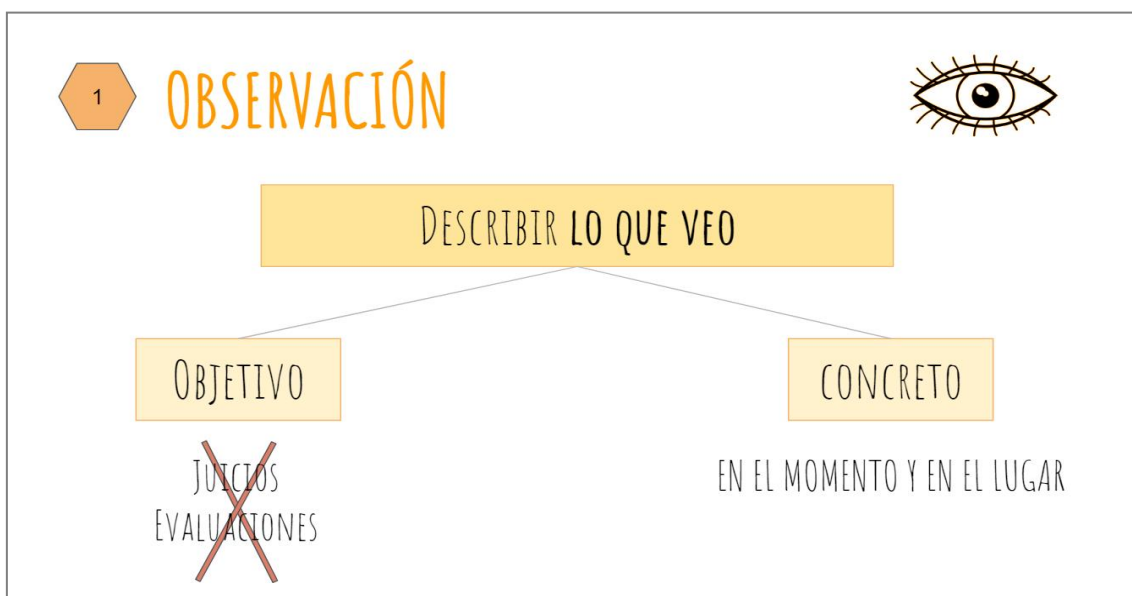 1
OBSERVACIÓN
DESCRIBIR LO QUE VEO
OBJETIVO
CONCRETO
JUICIOS
EVALUACIONES
EN EL MOMENTO Y EN EL LUGAR